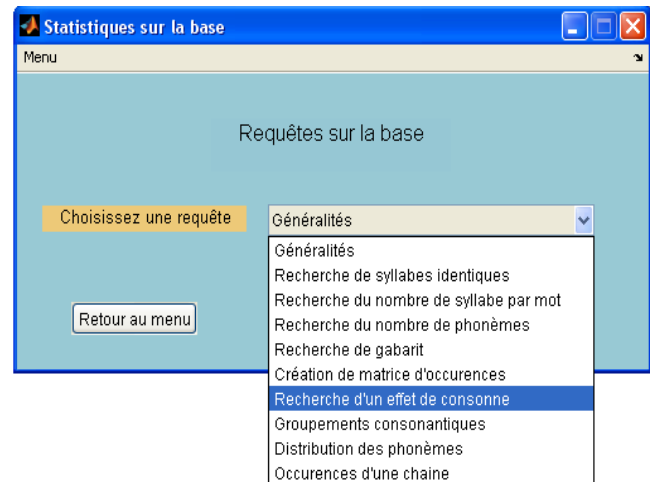 Statistiques sur la base
Menu
Requêtes sur la base
Choisissez une requête
Généralités
Généralités
Recherche de syllabes identiques
Recherche du nombre de syllabe par mot
Recherche du nombre de phonèmes
Recherche de gabarit
Création de matrice d'occurences
Recherche d'un effet de consonne
Groupements consonantiques
Distribution des phonèmes
Occurences d'une chaine
Retour au menu